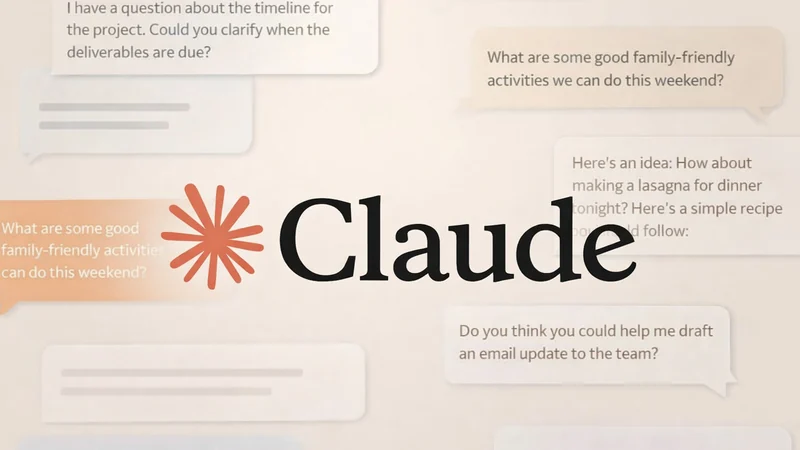 I have a question about the timeline for
the project. Could you clarify when the
deliverables are due?
What are some good family-friendly
activities we can do this weekend?
Here's an idea: How about
making a lasagna for dinner
tonight? Here's a simple recipe
follow:
What are some good
family-friendly activities
can do this weekend?
Claude
Do you think you could help me draft
an email update to the team?